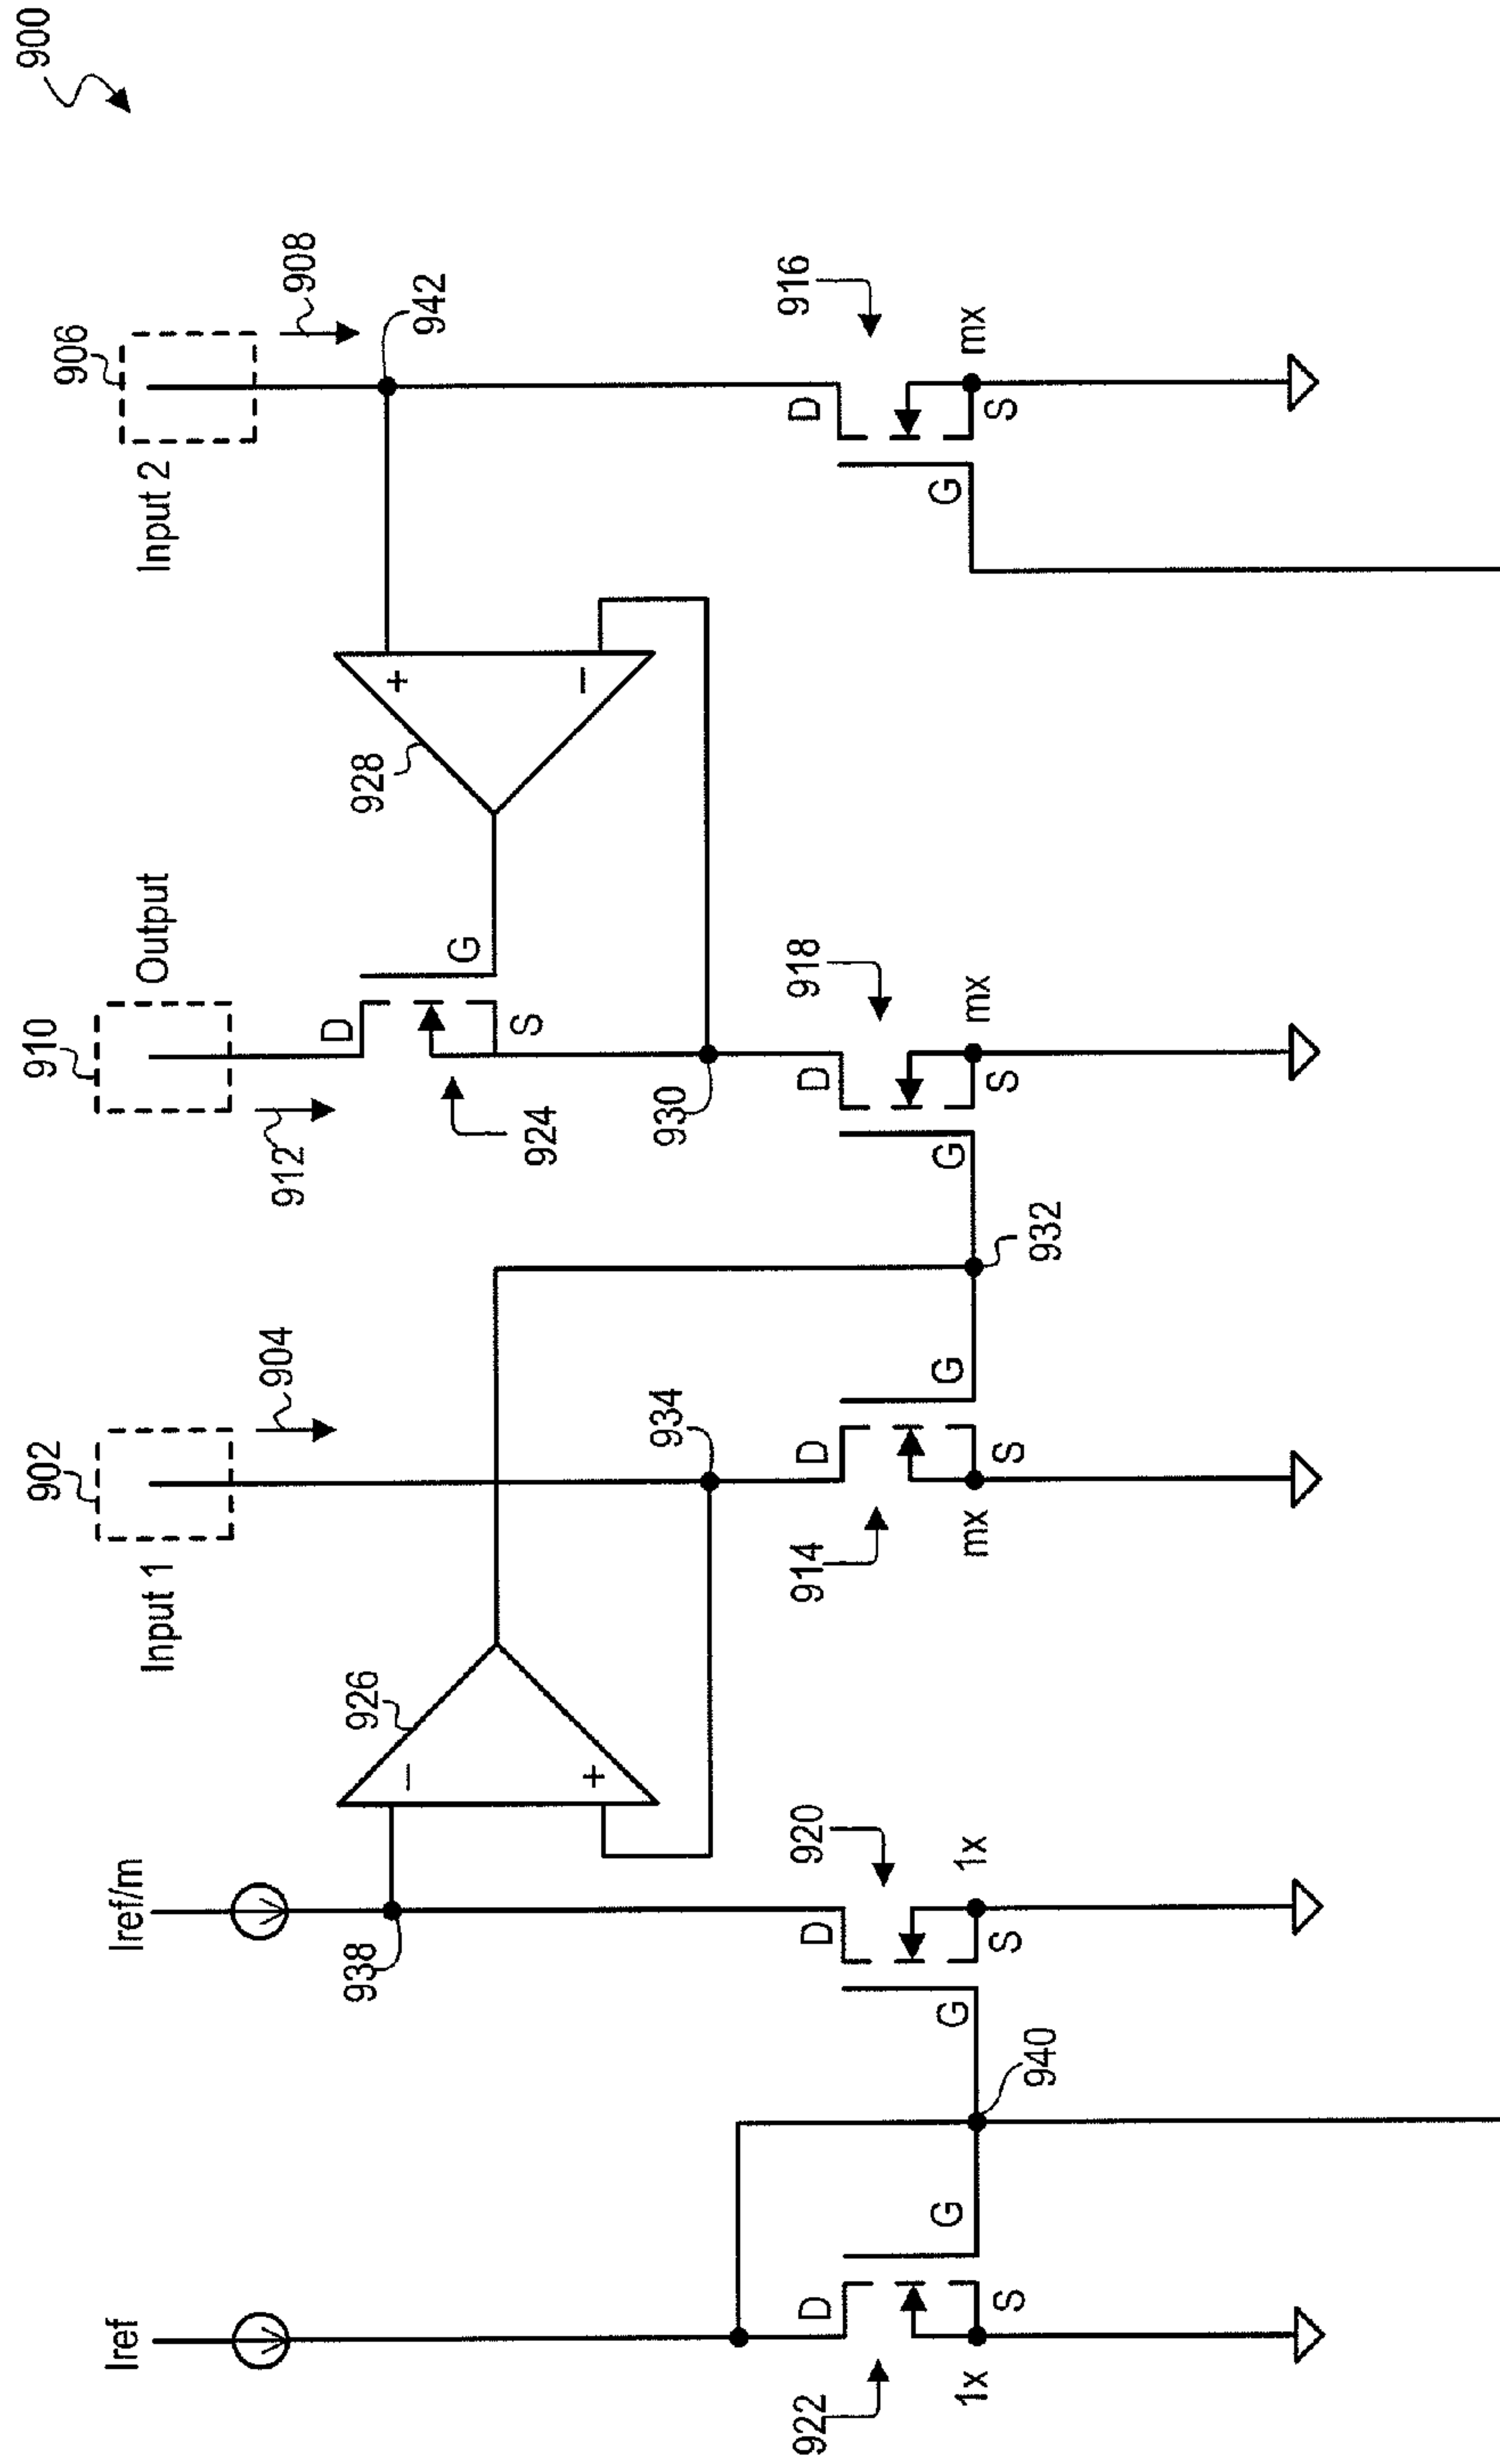 900
906
Input 2
908
942
916
D
G
S
mx
+
−
928
910
Output
912
D
G
S
924
930
918
D
G
S
mx
932
902
Input 1
904
934
914
D
G
S
mx
926
−
+
Iref/m
938
920
D
G
S
1x
940
Iref
922
D
G
S
1x